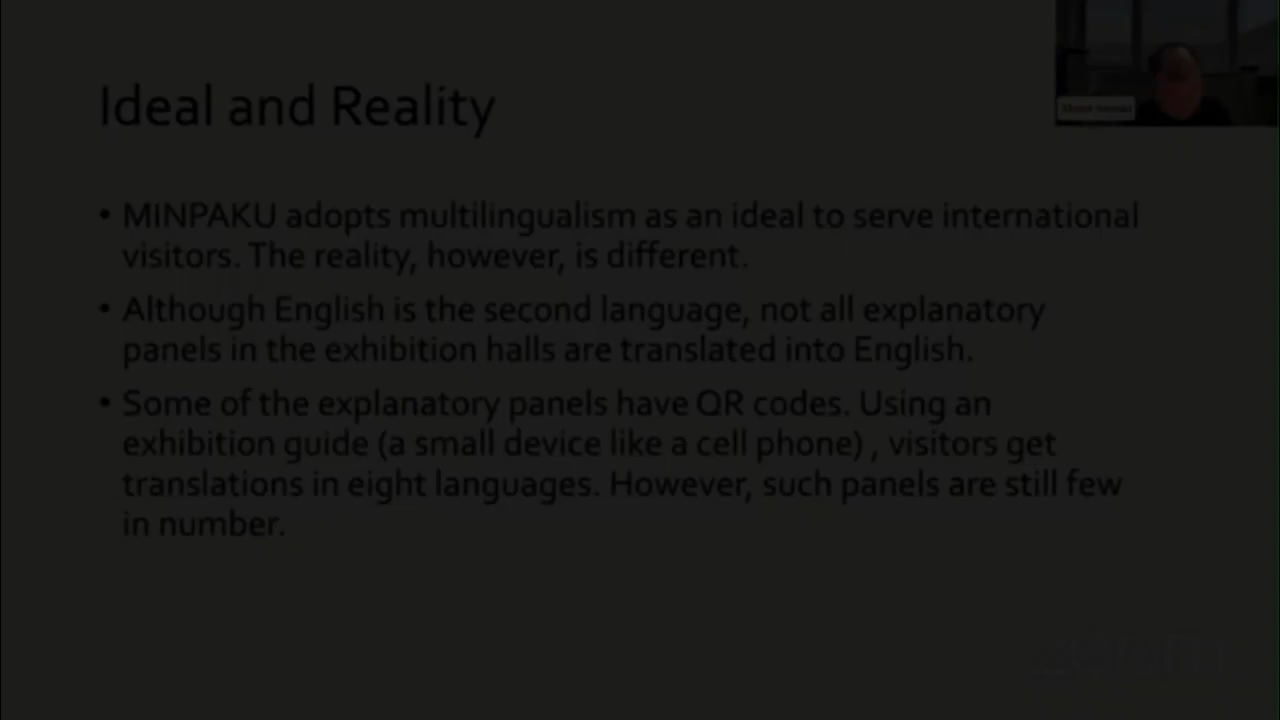 Ideal and Reality
• MINPAKU adopts multilingualism as an ideal to serve international
visitors. The reality, however, is different.
• Although English is the second language, not all explanatory
panels in the exhibition halls are translated into English.
• Some of the explanatory panels have QR codes. Using an
exhibition guide (a small device like a cell phone) , visitors get
translations in eight languages. However, such panels are still few
in number.